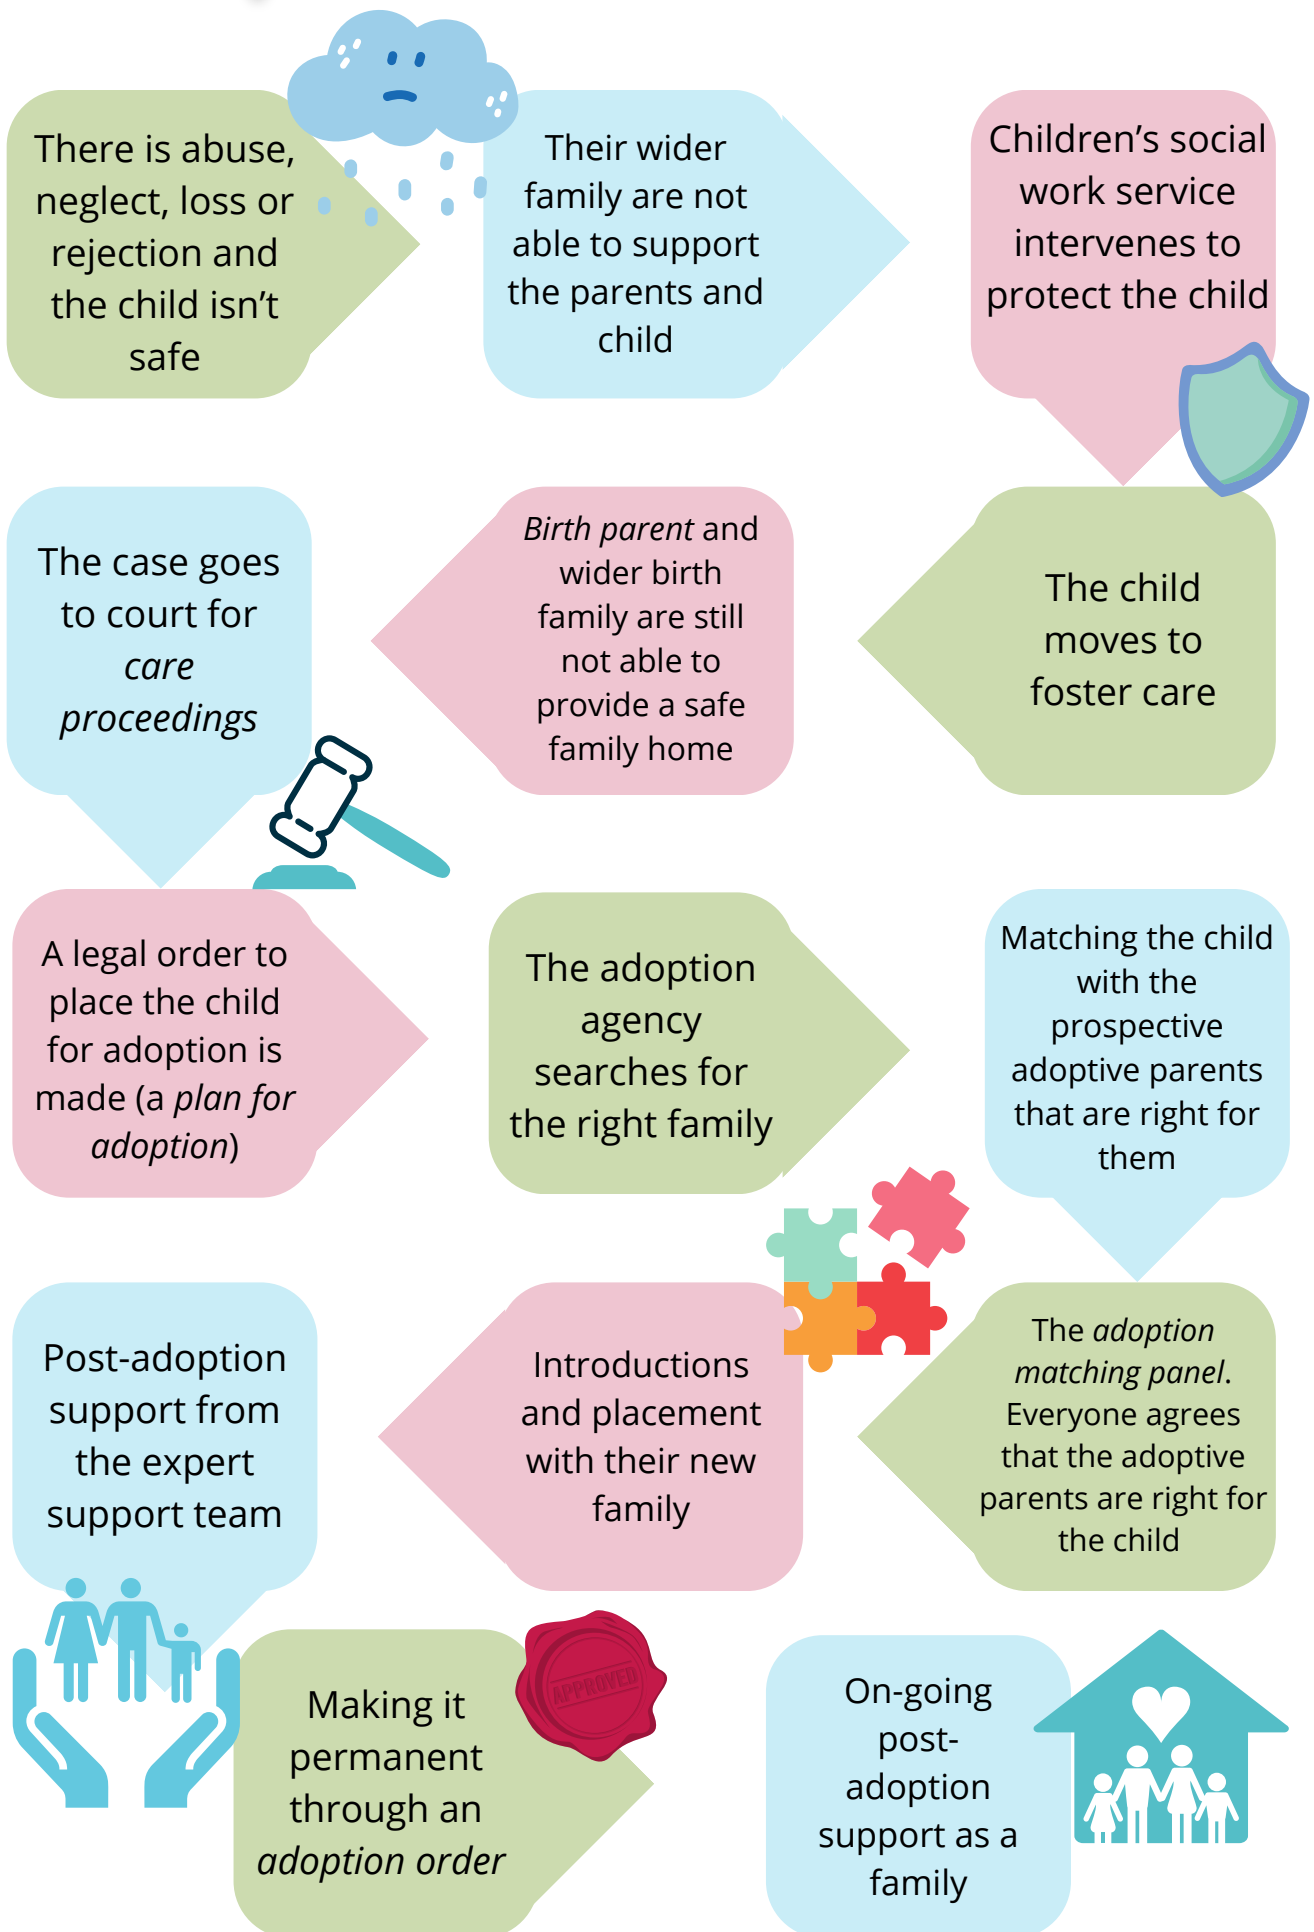 There is abuse,
neglect, loss or
rejection and
the child isn't
safe
Their wider
family are not
able to support
the parents and
child
Children's social
work service
intervenes to
protect the child
The child
moves to
foster care
Birth parent and
wider birth
family are still
not able to
provide a safe
family home
The case goes
to court for
care
proceedings
A legal order to
place the child
for adoption is
made (a plan for
adoption)
The adoption
agency
searches for
the right family
Matching the child
with the
prospective
adoptive parents
that are right for
them
The adoption
matching panel.
Everyone agrees
that the adoptive
parents are right for
the child
Introductions
and placement
with their new
family
Post-adoption
support from
the expert
support team
Making it
permanent
through an
adoption order
APPROVED
On-going
post-
adoption
support as a
family